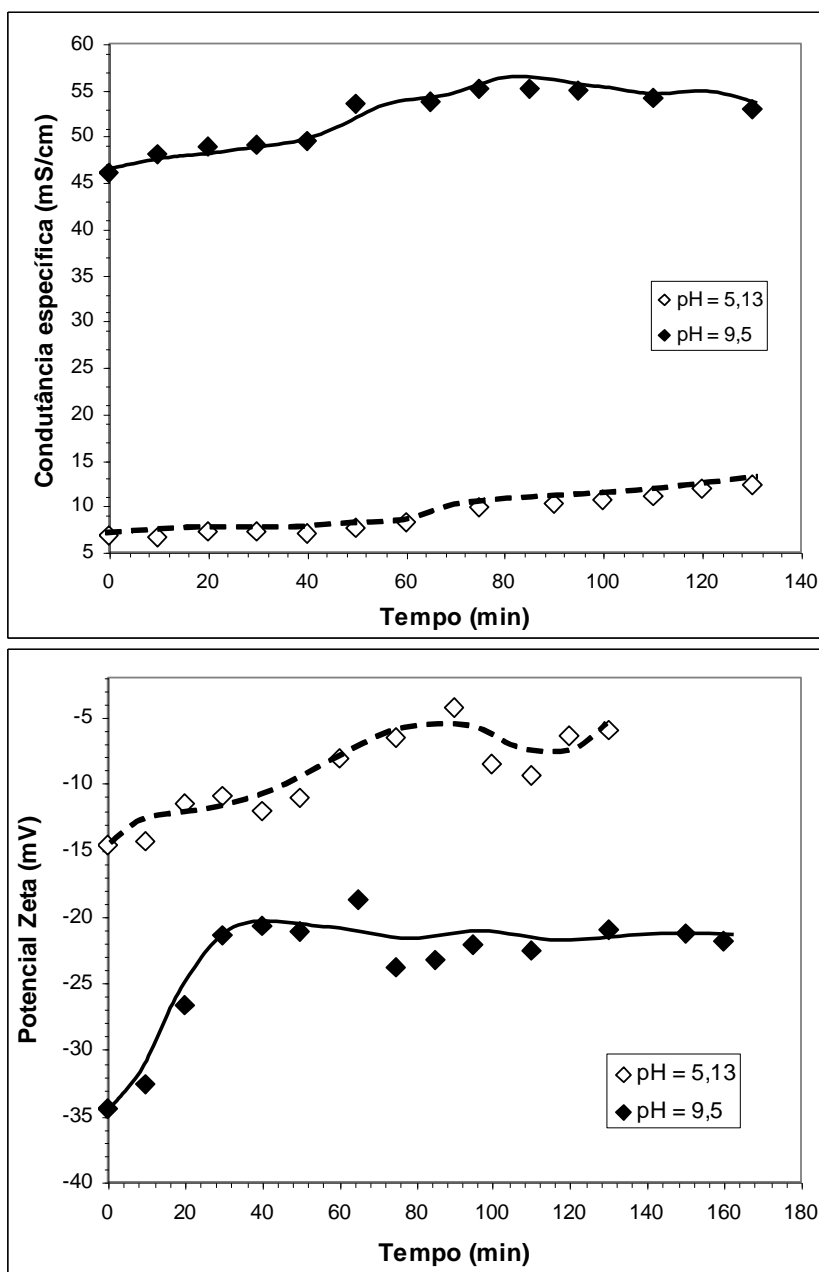 60
55
50
45
40
35
30
25
20
15
10
5
Condutância específica (mS/cm)
pH = 5,13
pH = 9,5
0 20 40 60 80 100 120 140
Tempo (min)
-5
-10
-15
-20
-25
-30
-35
-40
Potencial Zeta (mV)
pH = 5,13
pH = 9,5
0 20 40 60 80 100 120 140 160 180
Tempo (min)